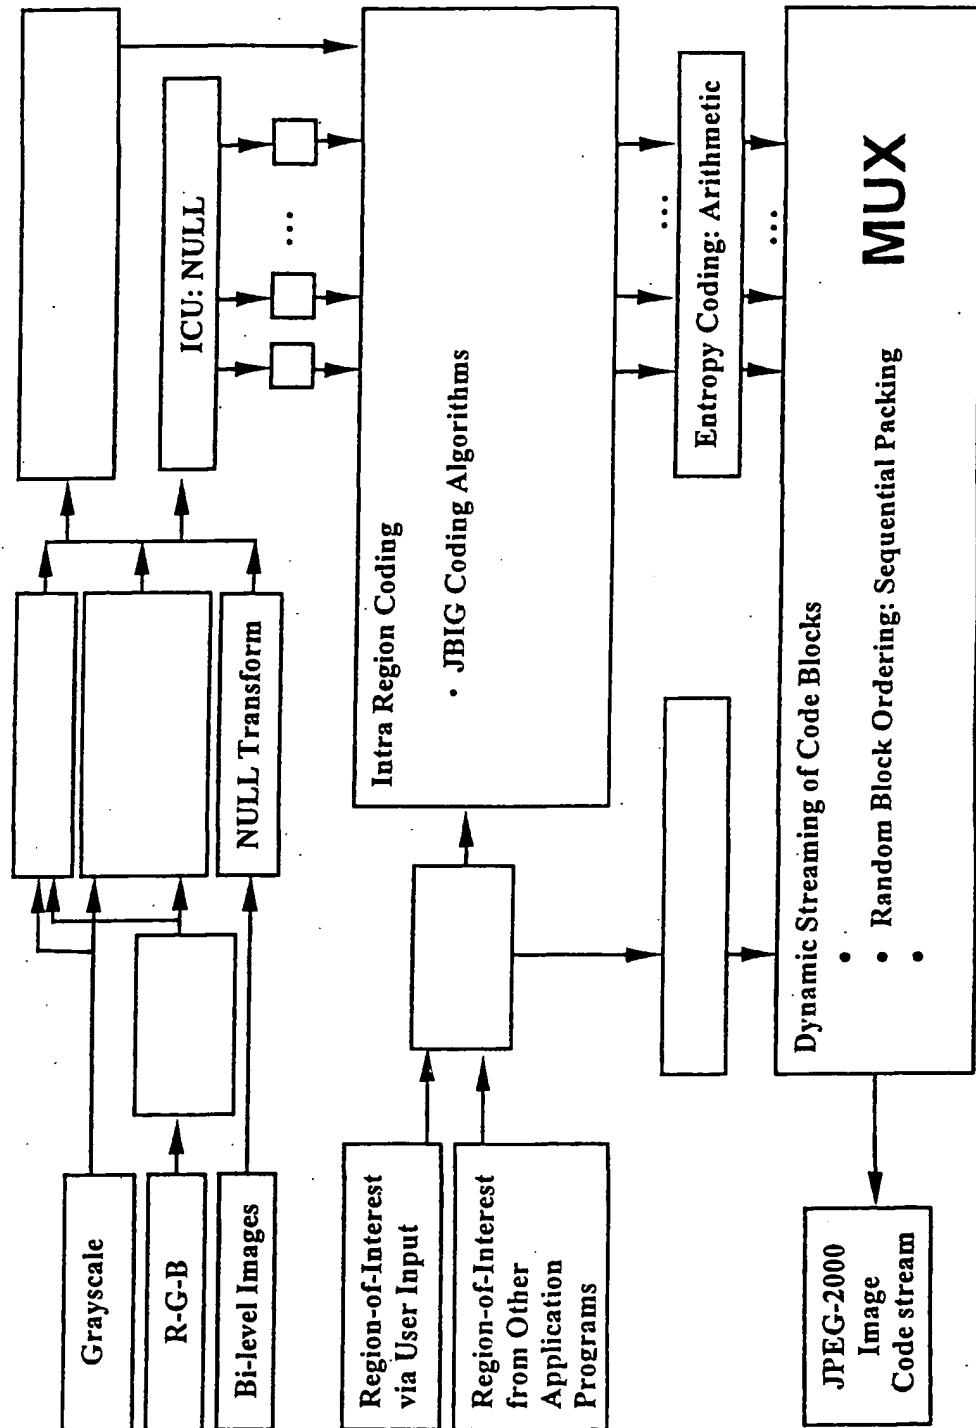 Grayscale
R-G-B
Bi-level Images
NULL Transform
ICU: NULL
...
Region-of-Interest
via User Input
Region-of-Interest
from Other
Application
Programs
Intra Region Coding
• JBIG Coding Algorithms
...
Entropy Coding: Arithmetic
...
Dynamic Streaming of Code Blocks
•
• Random Block Ordering: Sequential Packing
•
MUX
JPEG-2000
Image
Code stream